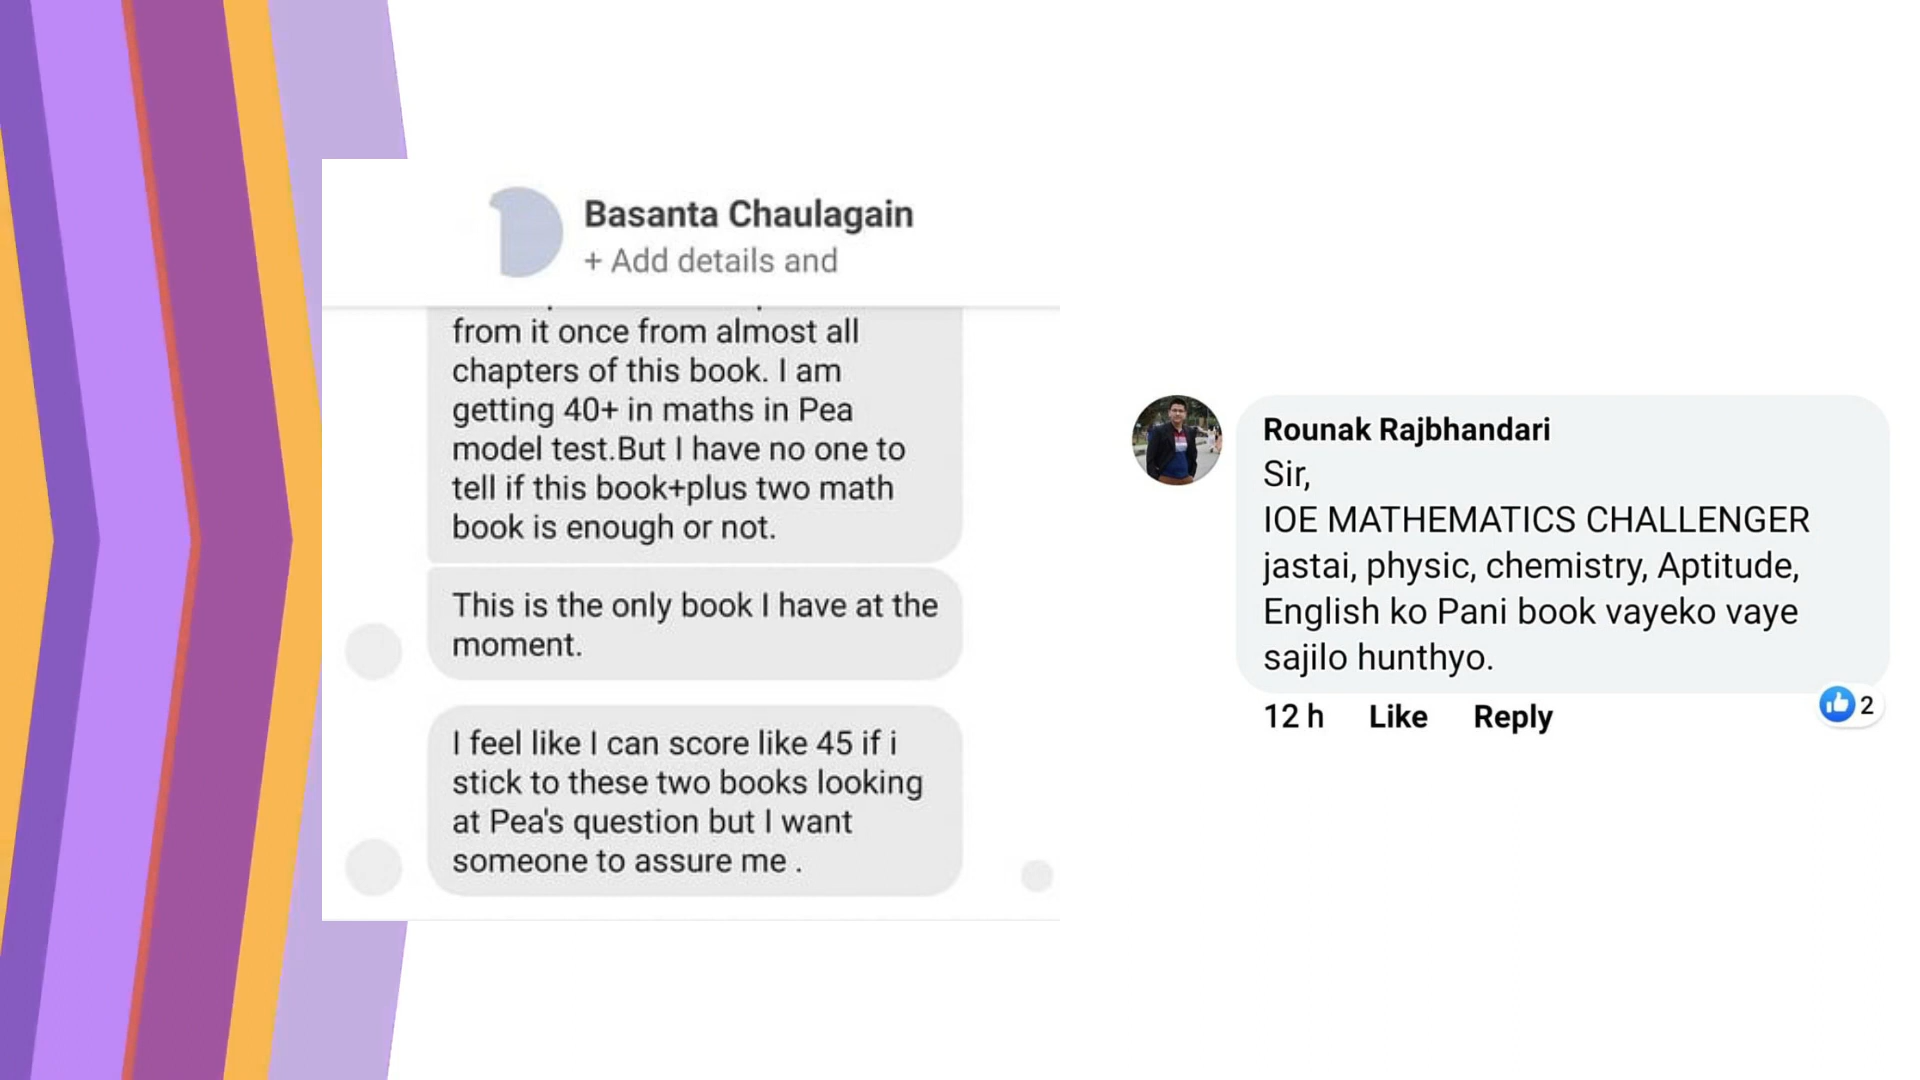 Basanta Chaulagain
+ Add details and
from it once from almost all
chapters of this book. I am
getting 40+ in maths in Pea
model test.But I have no one to
tell if this book+plus two math
book is enough or not.
This is the only book I have at the
moment.
I feel like I can score like 45 if i
stick to these two books looking
at Pea's question but I want
someone to assure me .
Rounak Rajbhandari
Sir,
IOE MATHEMATICS CHALLENGER
jastai, physic, chemistry, Aptitude,
English ko Pani book vayeko vaye
sajilo hunthyo.
12 h Like Reply
2